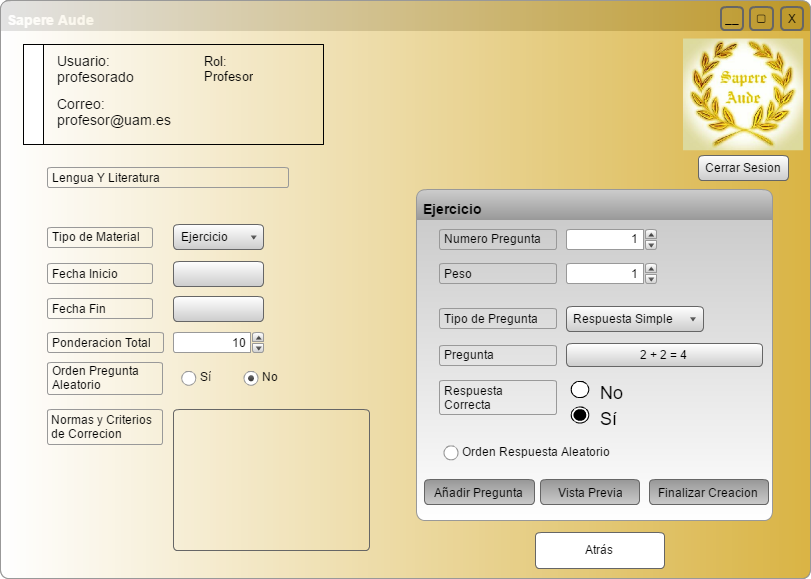 Sapere Aude
Usuario:
profesorado
Rol:
Profesor
Correo:
profesor@uam.es
Sapere
Aude
Cerrar Sesion
Lengua Y Literatura
Tipo de Material
Ejercicio
Fecha Inicio
Fecha Fin
Ponderacion Total
10
Orden Pregunta
Aleatorio
Sí
No
Normas y Criterios
de Correcion
Ejercicio
Numero Pregunta
1
Peso
1
Tipo de Pregunta
Respuesta Simple
Pregunta
2 + 2 = 4
Respuesta
Correcta
No
Sí
Orden Respuesta Aleatorio
Añadir Pregunta
Vista Previa
Finalizar Creacion
Atrás